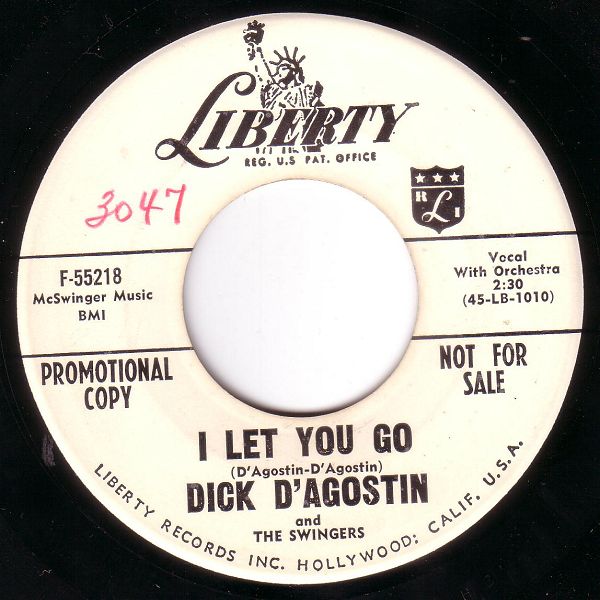 LIBERTY
REG. U.S. PAT. OFFICE
3047
★ ★ ★
R L I
F-55218
McSwinger Music
BMI
Vocal
With Orchestra
2:30
(45-LB-1010)
PROMOTIONAL
COPY
NOT FOR
SALE
I LET YOU GO
(D'Agostin-D'Agostin)
DICK D'AGOSTIN
and
THE SWINGERS
LIBERTY RECORDS INC. HOLLYWOOD; CALIF. U.S.A.